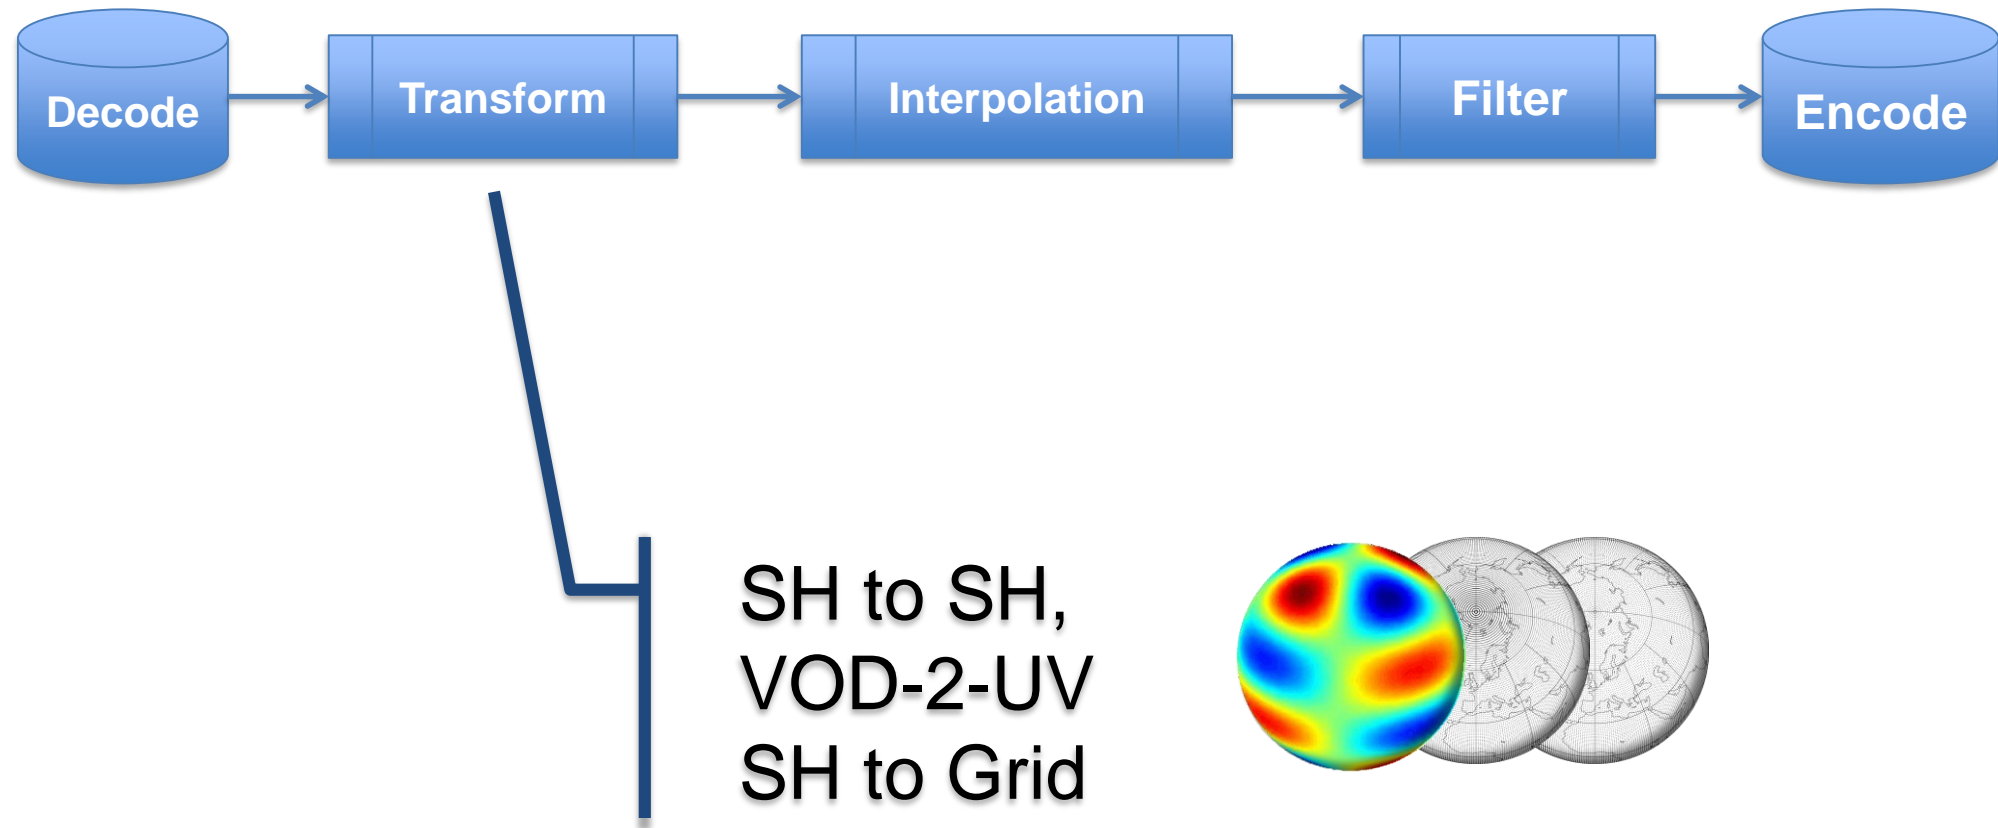 Decode
Transform
Interpolation
Filter
Encode
SH to SH,
VOD-2-UV
SH to Grid